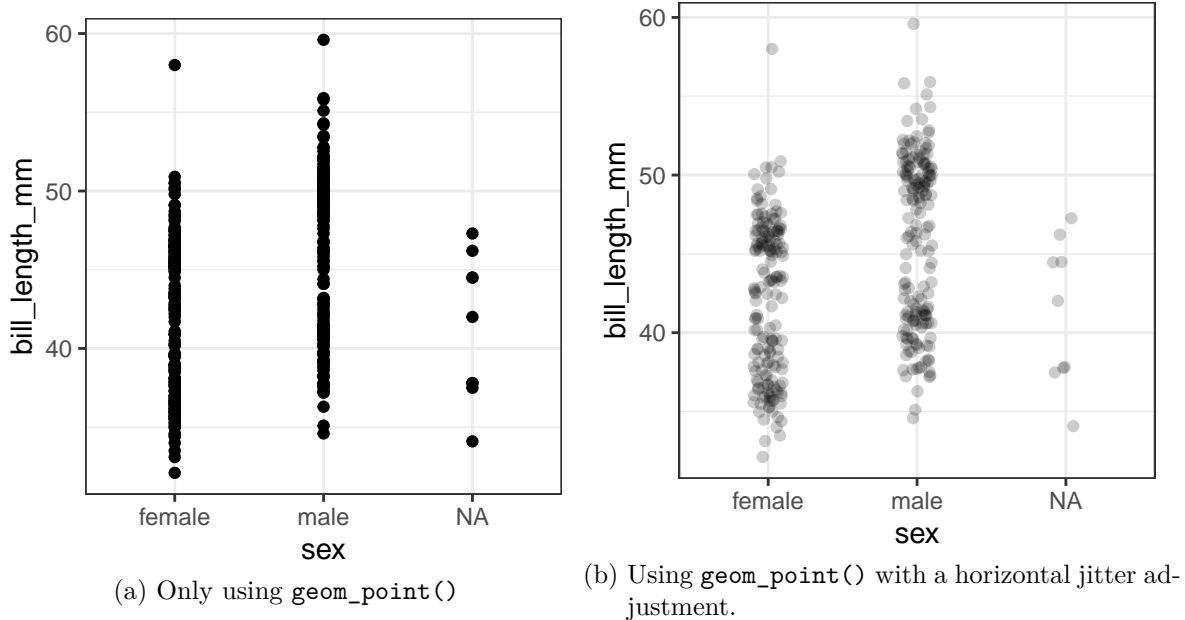 60
50
40
bill_length_mm
female male NA
sex
(a) Only using geom_point()
60
50
40
bill_length_mm
female male NA
sex
(b) Using geom_point() with a horizontal jitter ad-
justment.